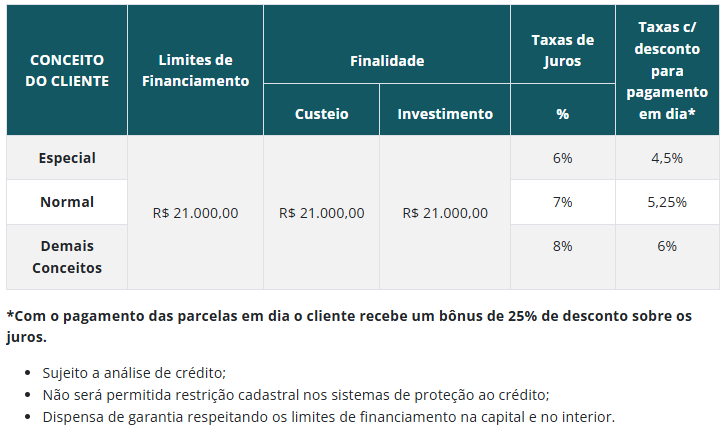 CONCEITO DO CLIENTE
Limites de Financiamento
Finalidade
Taxas de Juros
Taxas c/ desconto para pagamento em dia*
Custeio
Investimento
%
Especial
6%
4,5%
Normal
R$ 21.000,00
R$ 21.000,00
R$ 21.000,00
7%
5,25%
Demais Conceitos
8%
6%
*Com o pagamento das parcelas em dia o cliente recebe um bônus de 25% de desconto sobre os
juros.
• Sujeito a análise de crédito;
• Não será permitida restrição cadastral nos sistemas de proteção ao crédito;
• Dispensa de garantia respeitando os limites de financiamento na capital e no interior.